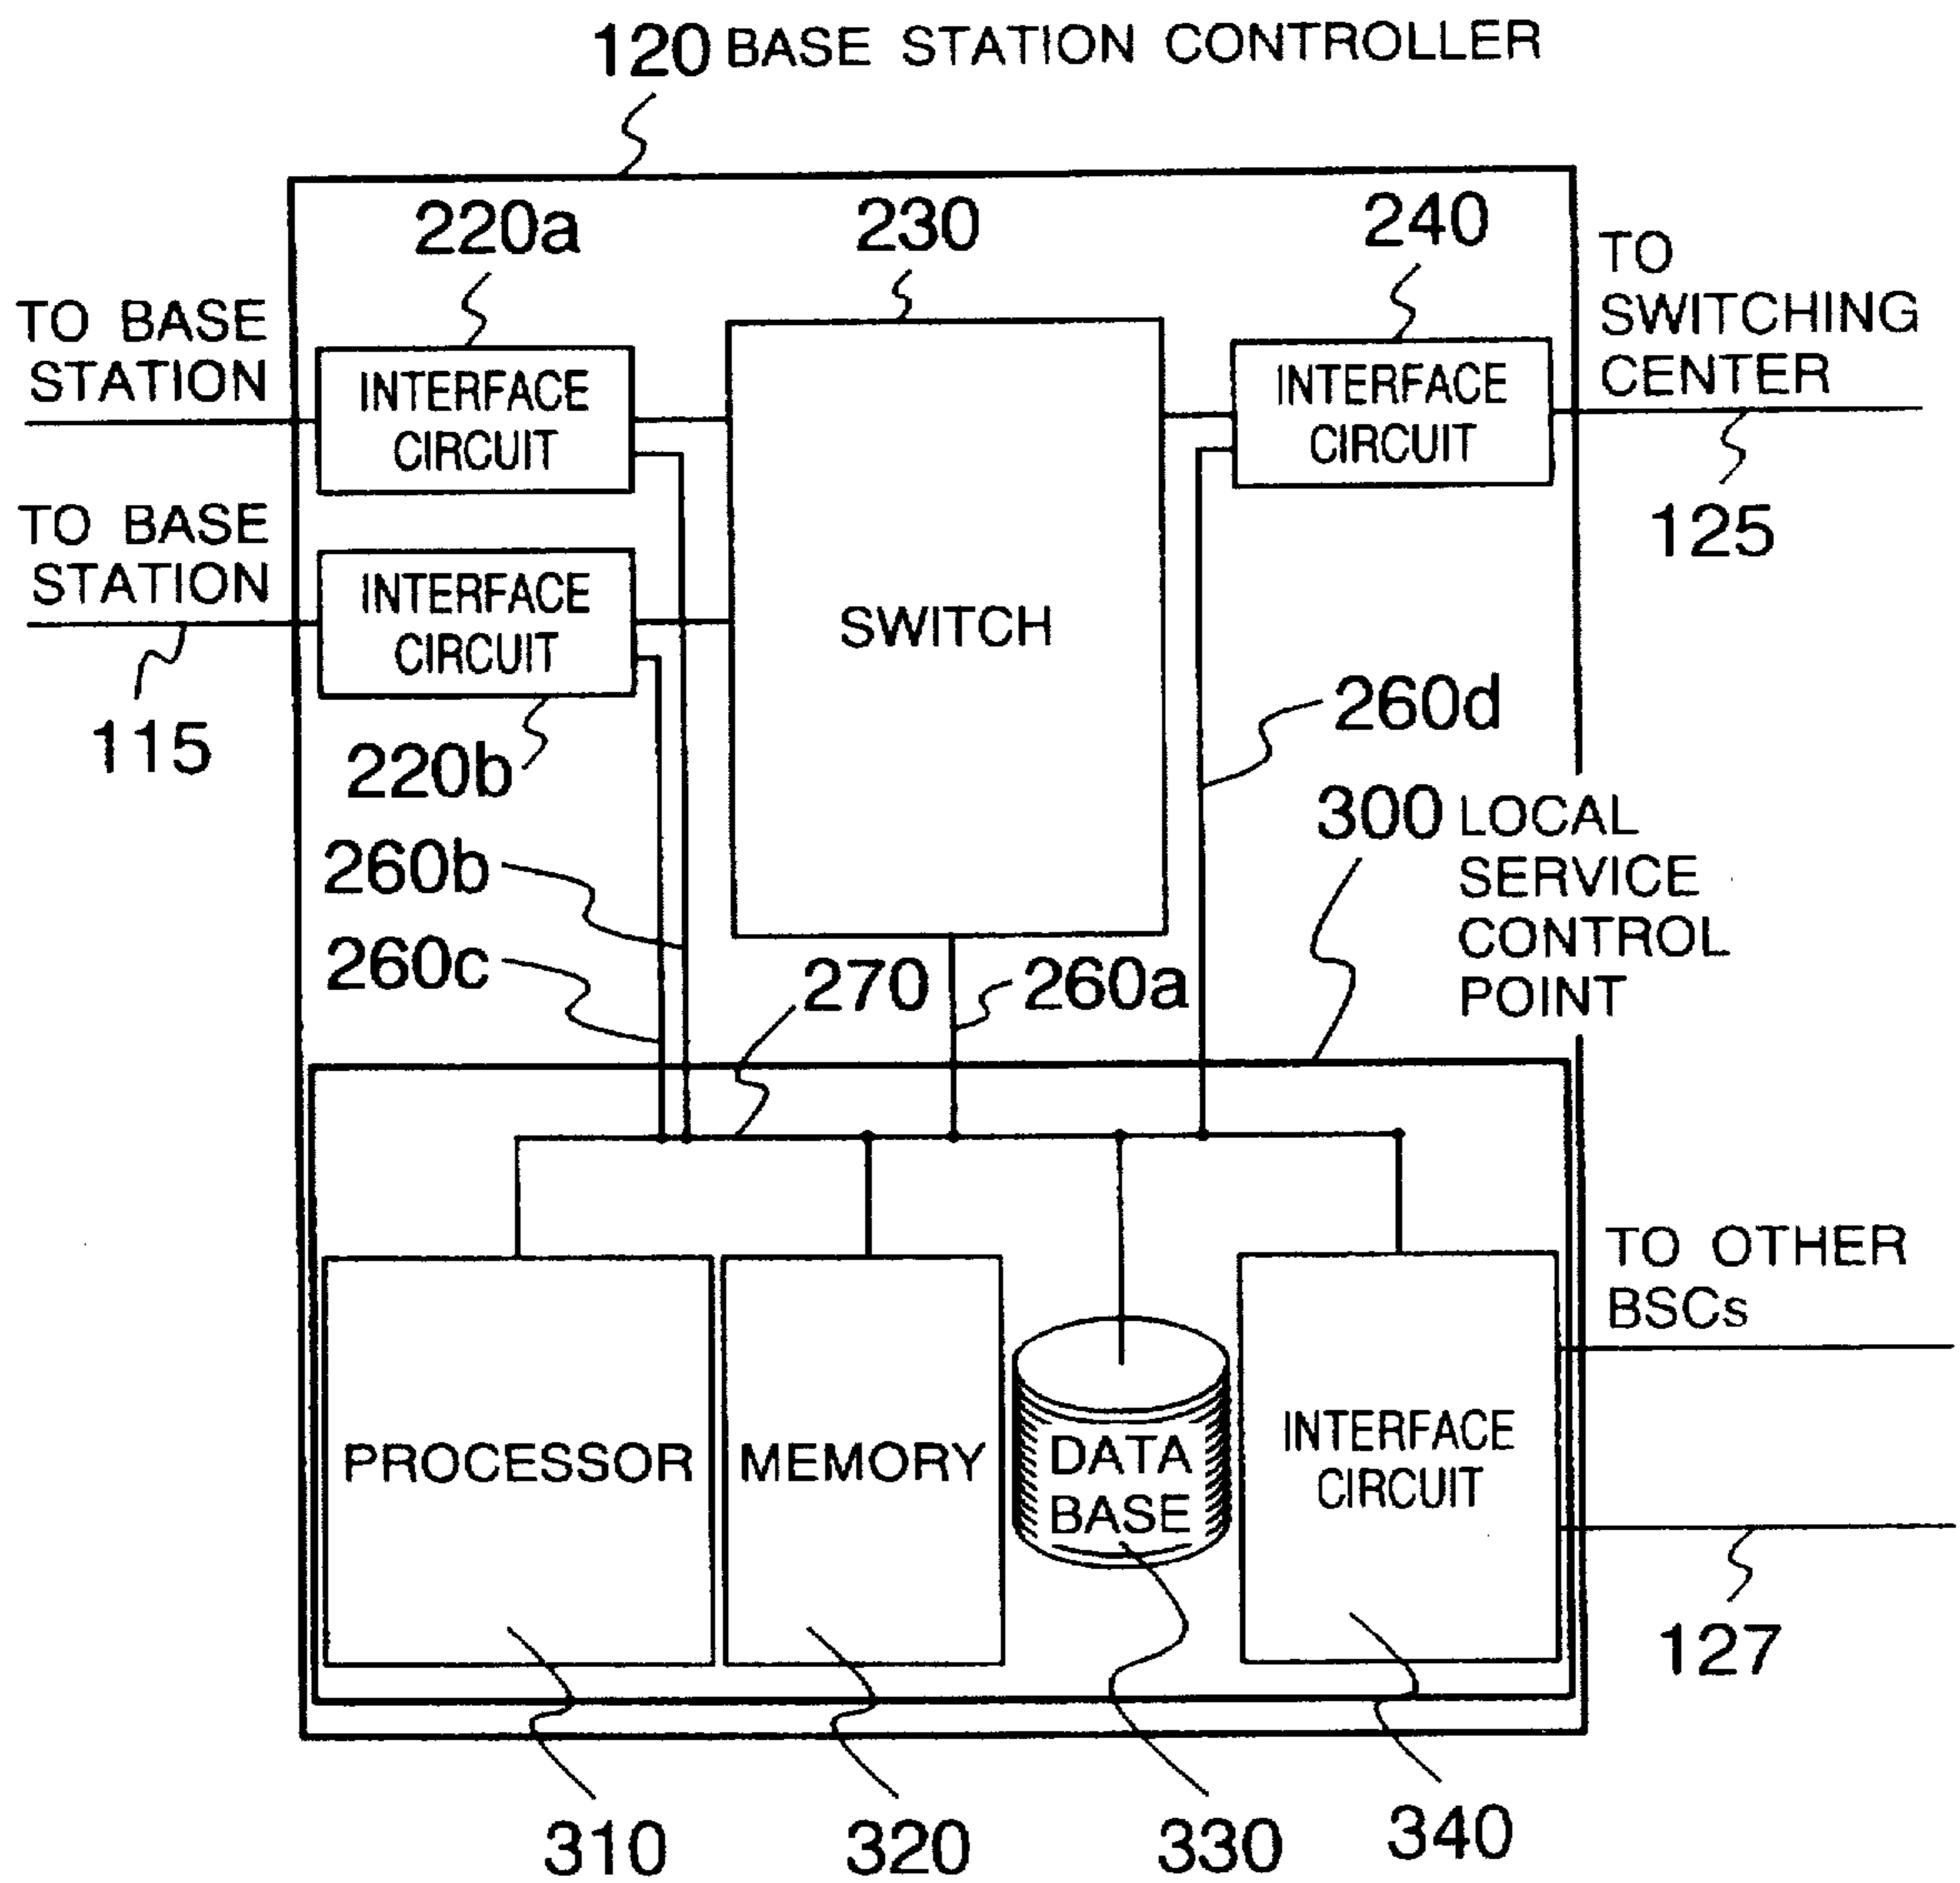 120 BASE STATION CONTROLLER
220a
230
240
TO
SWITCHING
CENTER
TO BASE
STATION
INTERFACE
CIRCUIT
INTERFACE
CIRCUIT
125
TO BASE
STATION
INTERFACE
CIRCUIT
SWITCH
115
220b
260d
300 LOCAL
SERVICE
CONTROL
POINT
260b
260c
270
260a
TO OTHER
BSCs
PROCESSOR
MEMORY
DATA
BASE
INTERFACE
CIRCUIT
127
310
320
330
340